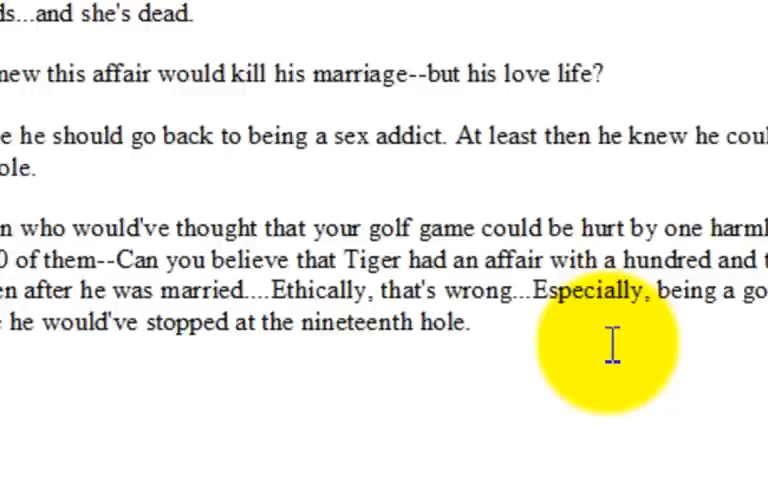 ds...and she's dead.
new this affair would kill his marriage--but his love life?
e he should go back to being a sex addict. At least then he knew he coul
ole.
n who would've thought that your golf game could be hurt by one harml
0 of them--Can you believe that Tiger had an affair with a hundred and t
en after he was married....Ethically, that's wrong...Especially, being a go
e he would've stopped at the nineteenth hole.